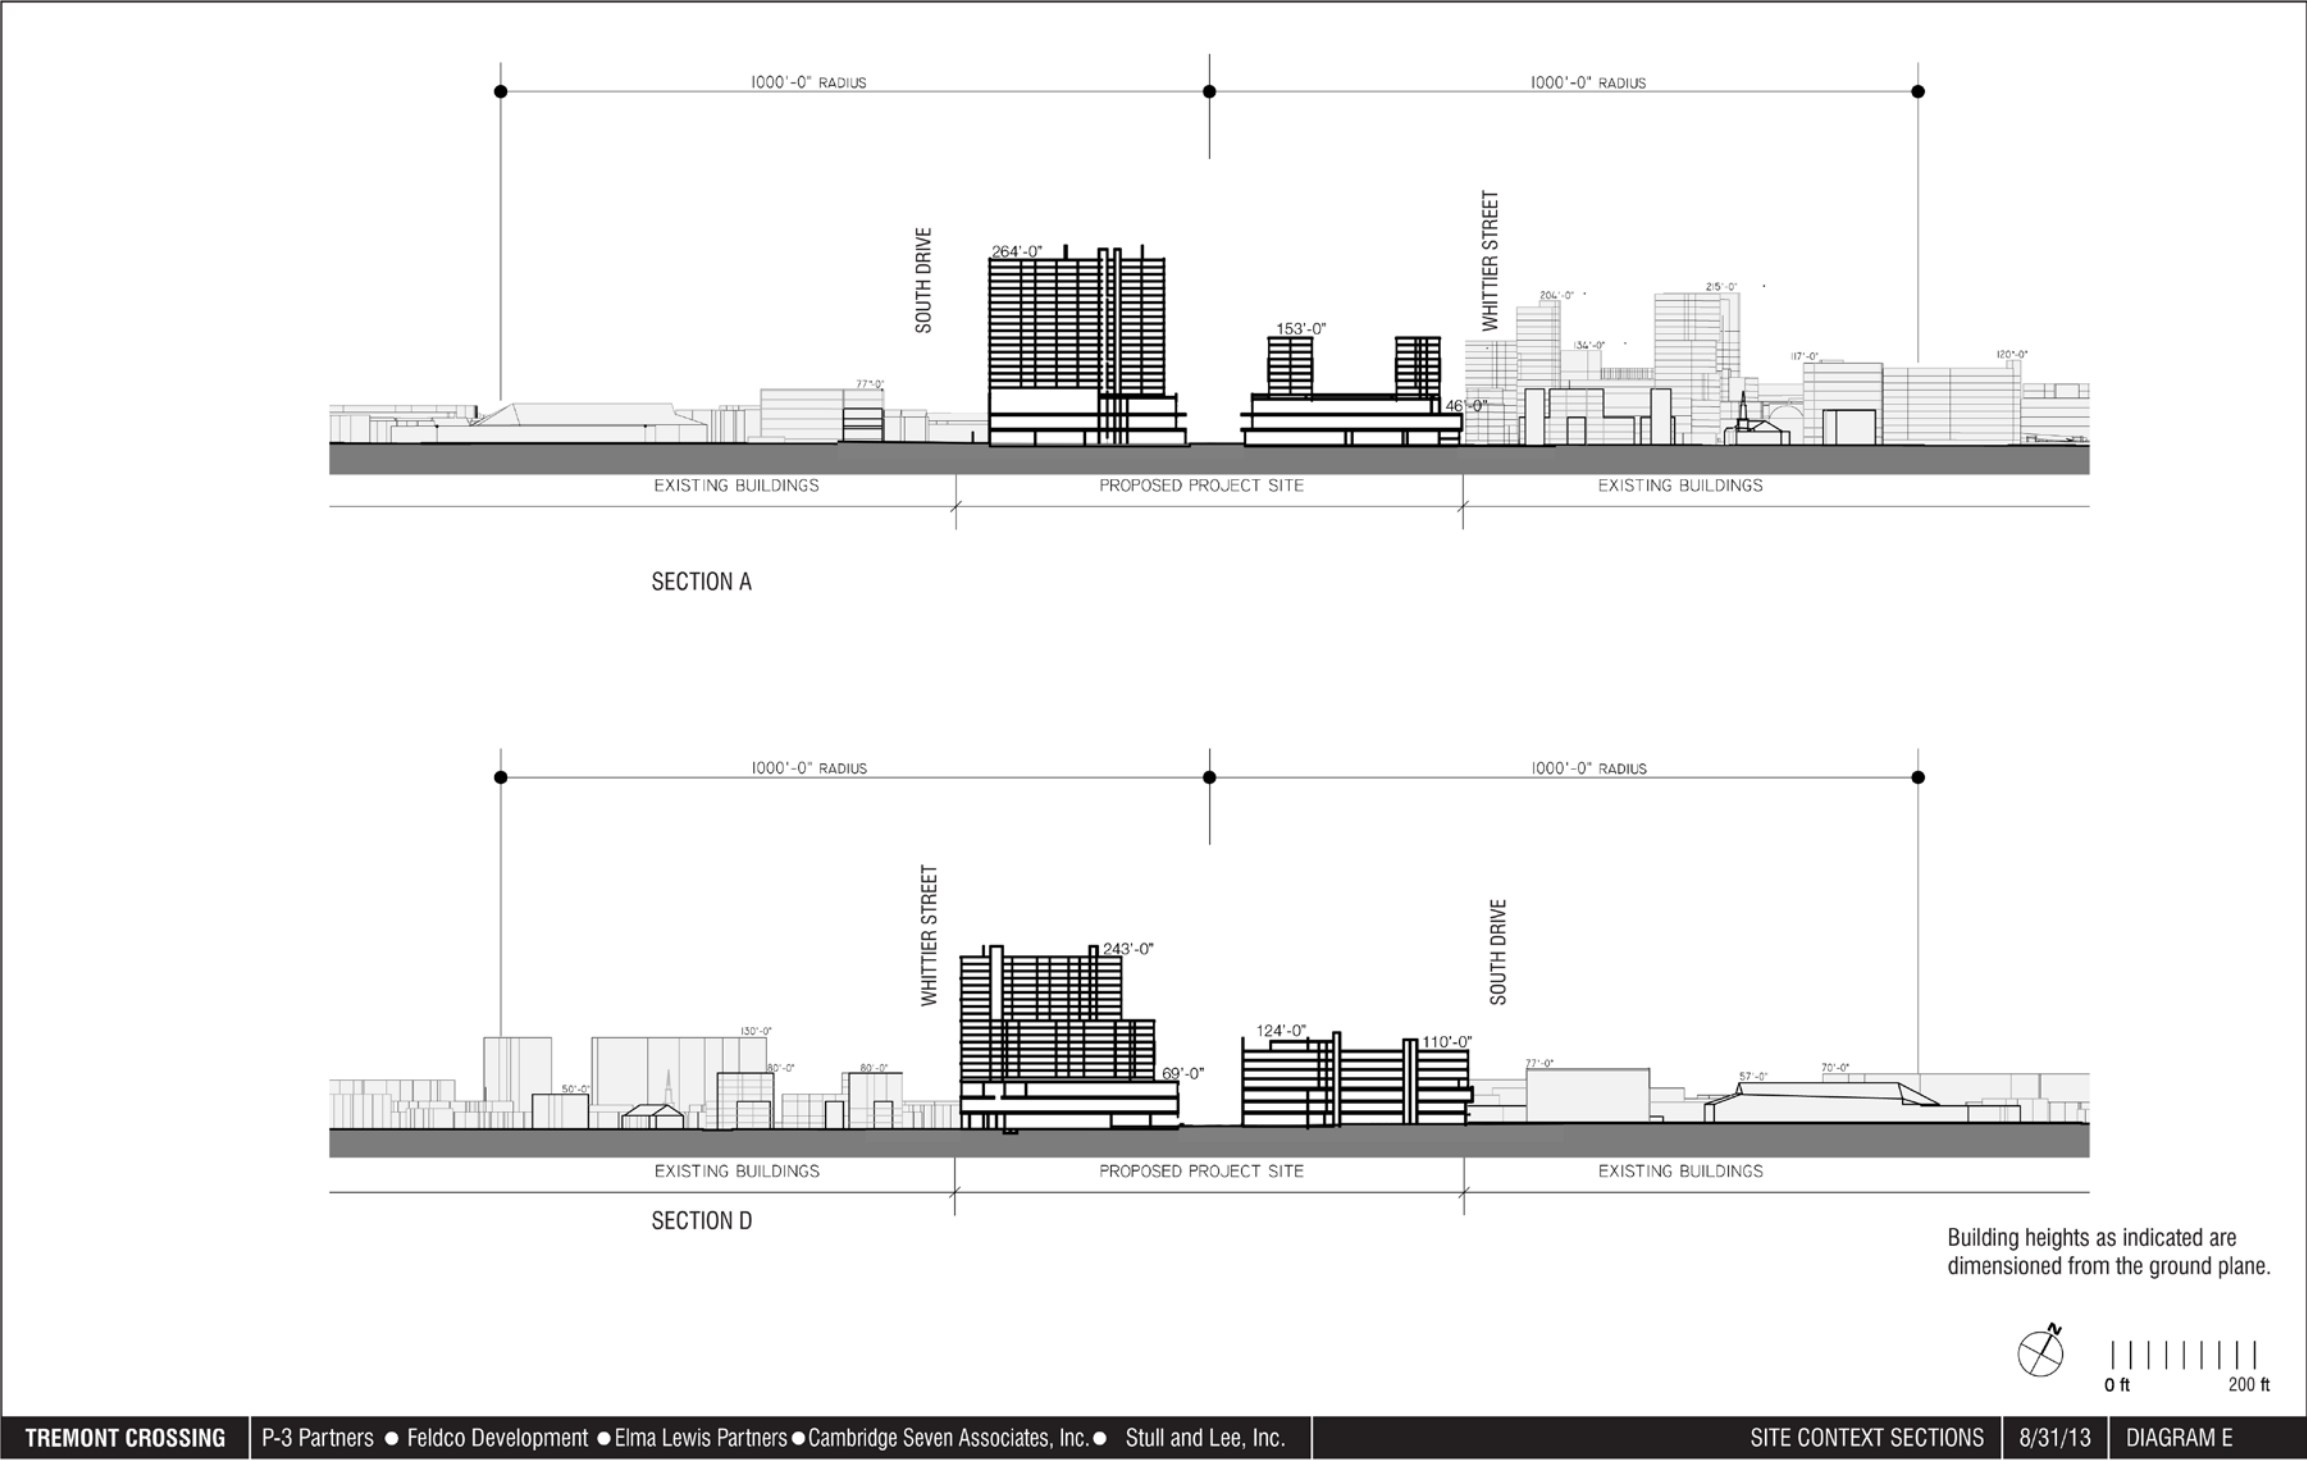 1000'-0" RADIUS
1000'-0" RADIUS
SOUTH DRIVE
WHITTIER STREET
264'-0"
153'-0"
46'-0"
77'-0"
204'-0"
134'-0"
215'-0"
117'-0"
120'-0"
EXISTING BUILDINGS
PROPOSED PROJECT SITE
EXISTING BUILDINGS
SECTION A
1000'-0" RADIUS
1000'-0" RADIUS
WHITTIER STREET
SOUTH DRIVE
243'-0"
69'-0"
124'-0"
110'-0"
130'-0"
80'-0"
80'-0"
50'-0"
77'-0"
57'-0"
70'-0"
EXISTING BUILDINGS
PROPOSED PROJECT SITE
EXISTING BUILDINGS
SECTION D
Building heights as indicated are
dimensioned from the ground plane.
N
0 ft
200 ft
TREMONT CROSSING
P-3 Partners ● Feldco Development ● Elma Lewis Partners ● Cambridge Seven Associates, Inc. ● Stull and Lee, Inc.
SITE CONTEXT SECTIONS
8/31/13
DIAGRAM E